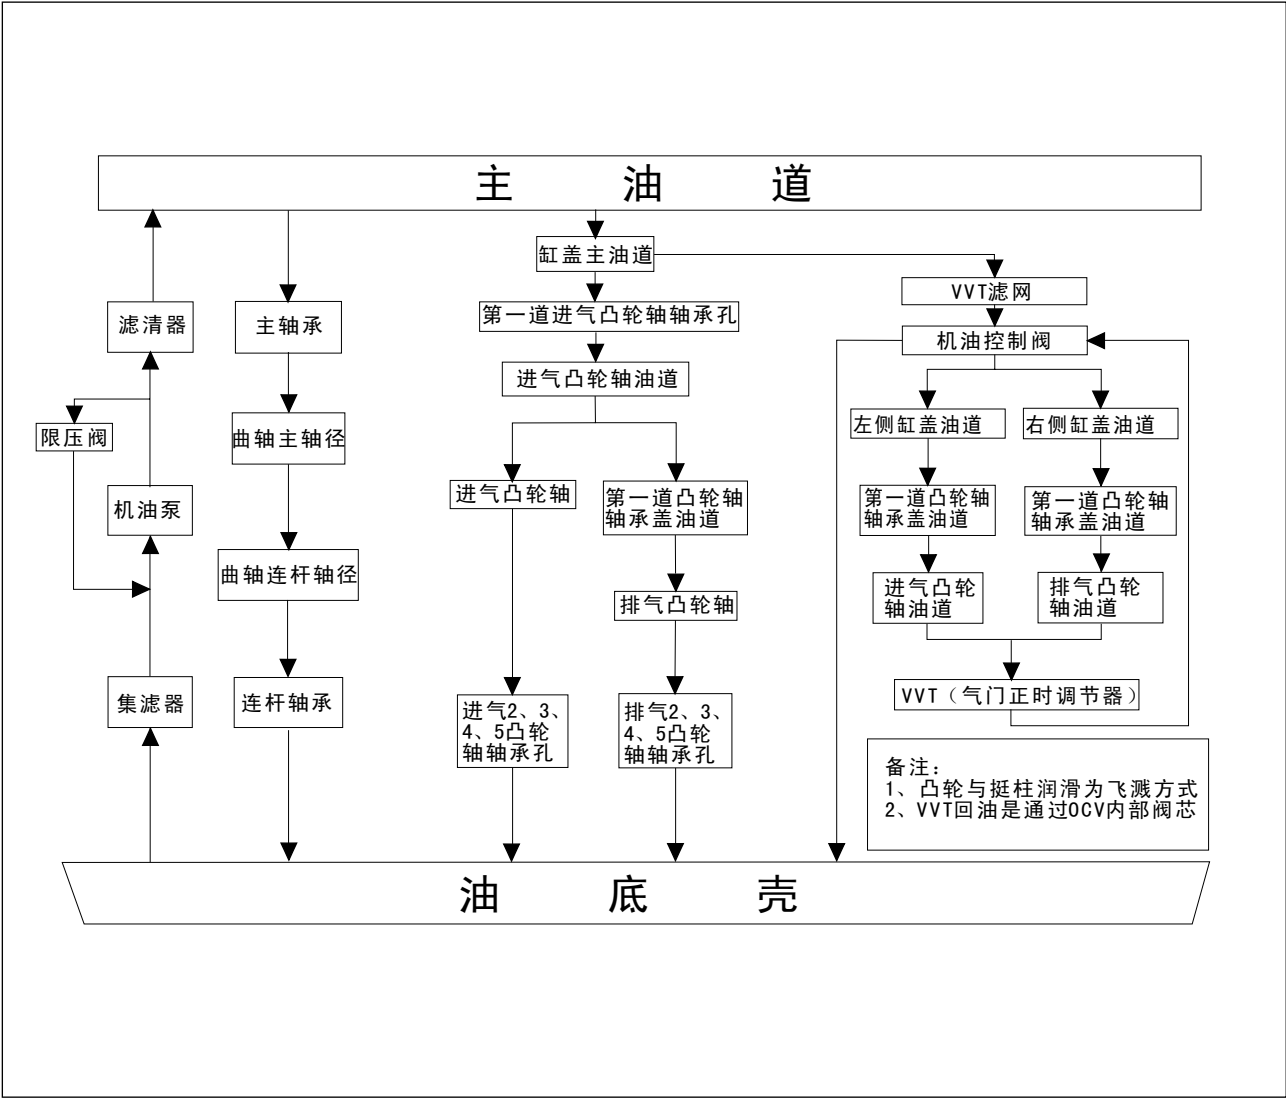 主油道
缸盖主油道
VVT滤网
第一道进气凸轮轴轴承孔
滤清器
主轴承
机油控制阀
进气凸轮轴油道
限压阀
曲轴主轴径
左侧缸盖油道
右侧缸盖油道
进气凸轮轴
第一道凸轮轴
轴承盖油道
第一道凸轮轴
轴承盖油道
第一道凸轮轴
轴承盖油道
机油泵
曲轴连杆轴径
排气凸轮轴
进气凸轮
轴油道
排气凸轮
轴油道
集滤器
连杆轴承
进气2、3、
4、5凸轮
轴轴承孔
排气2、3、
4、5凸轮
轴轴承孔
VVT（气门正时调节器）
备注：
1、凸轮与挺柱润滑为飞溅方式
2、VVT回油是通过OCV内部阀芯
油底壳